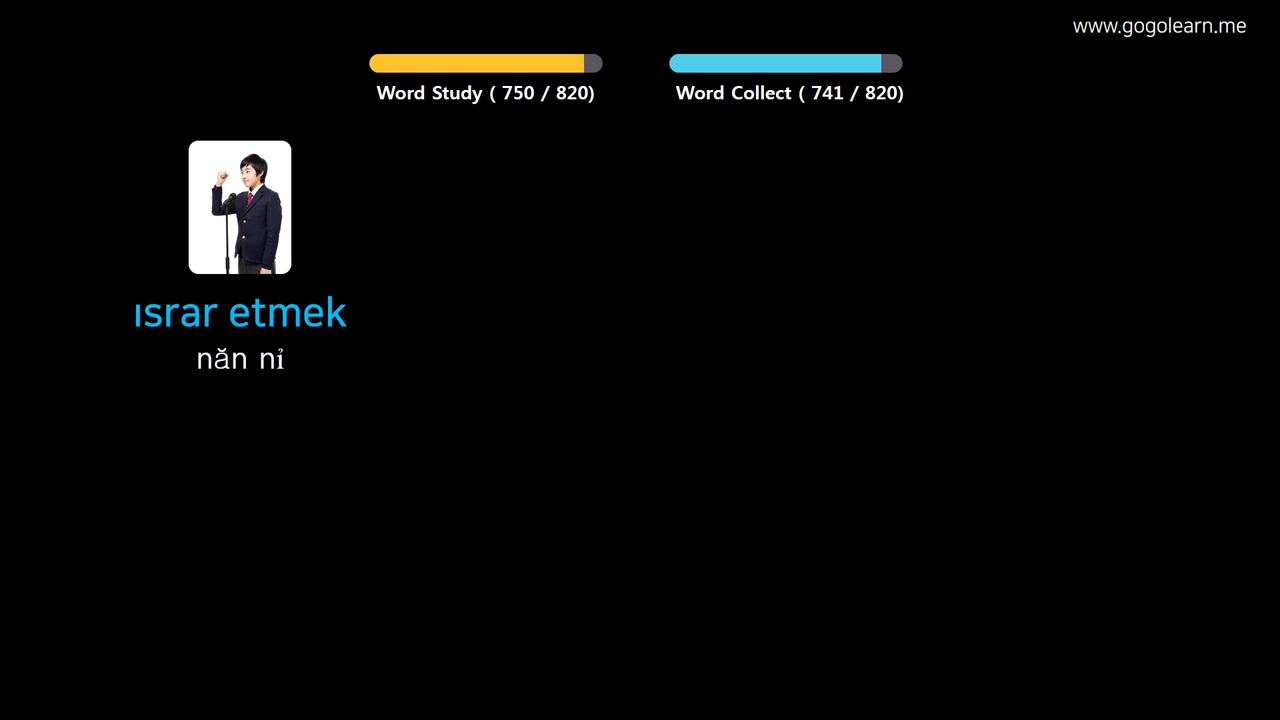 www.gogolearn.me
Word Study ( 750 / 820)
Word Collect ( 741 / 820)
ısrar etmek
năn nỉ